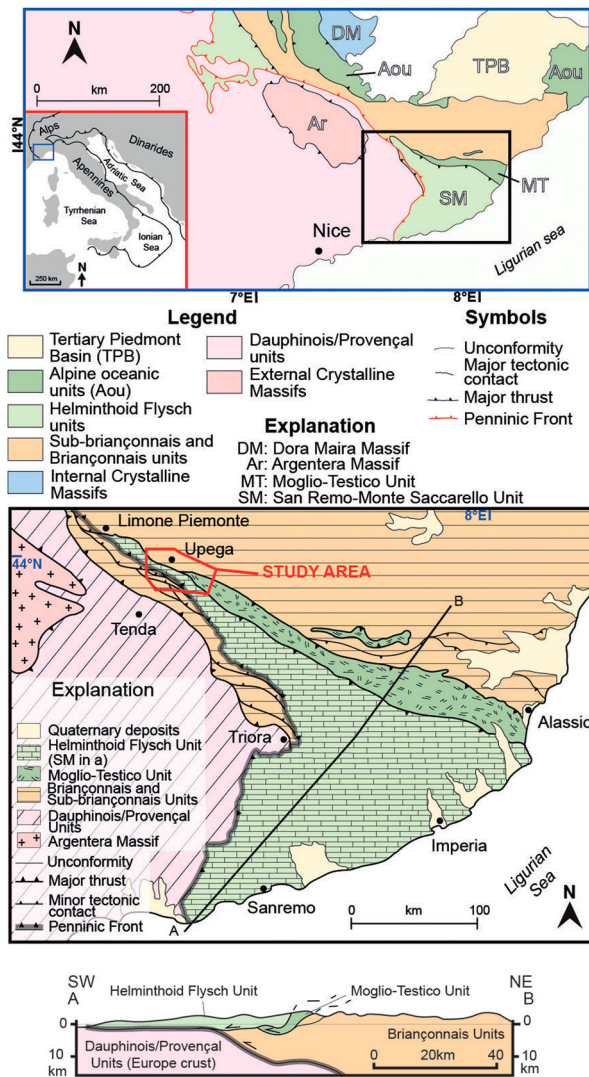 N
0
km
200
44°N
DM
Aou
TPB
Aou
Ar
SM
MT
Nice
Ligurian sea
Alps
Dinarides
Adriatic Sea
Apennines
Tyrrhenian
Sea
Ionian
Sea
250 km
N
7°El
8°El
Legend
Tertiary Piedmont
Basin (TPB)
Alpine oceanic
units (Aou)
Helminthoid Flysch
units
Sub-briançonnais and
Briançonnais units
Internal Crystalline
Massifs
Dauphinois/Provençal
units
External Crystalline
Massifs
Symbols
Unconformity
Major tectonic
contact
Major thrust
Penninic Front
Explanation
DM: Dora Maira Massif
Ar: Argentera Massif
MT: Moglio-Testico Unit
SM: San Remo-Monte Saccarello Unit
8°El
44°N
Limone Piemonte
Upega
STUDY AREA
B
Tenda
Triora
Alassio
Imperia
Sanremo
A
Ligurian
Sea
N
0
km
100
Explanation
Quaternary deposits
Helminthoid Flysch Unit
(SM in a)
Moglio-Testico Unit
Briançonnais and
Sub-briançonnais Units
Dauphinois/Provençal
Units
Argentera Massif
Unconformity
Major thrust
Minor tectonic
contact
Penninic Front
SW
A
Helminthoid Flysch Unit
Moglio-Testico Unit
NE
B
0
10
km
Dauphinois/Provençal
Units (Europe crust)
Briançonnais Units
0
20km
40
0
10
km